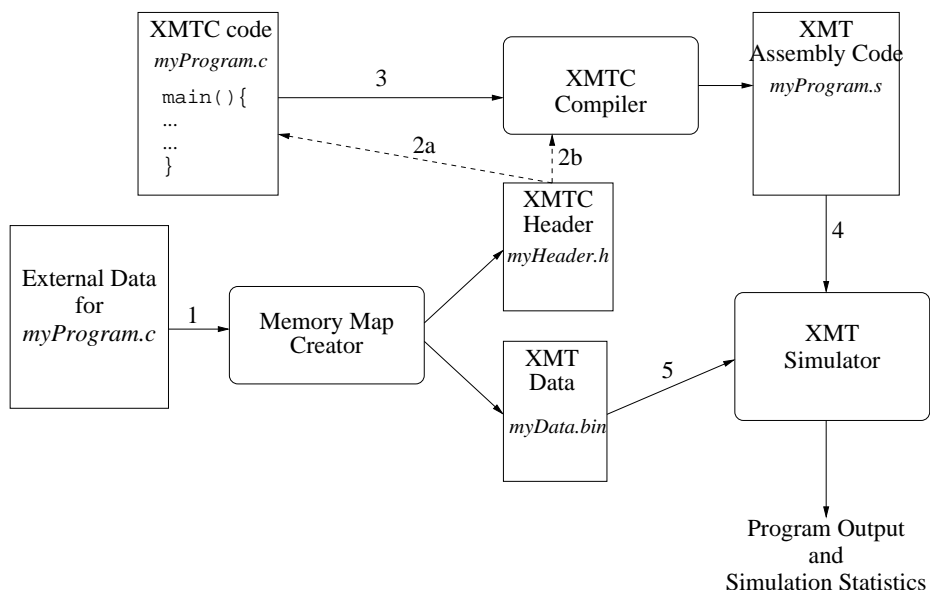 XMTC code
myProgram.c
main(){
...
...
}
3
XMTC
Compiler
XMT
Assembly Code
myProgram.s
2a
2b
XMTC
Header
myHeader.h
4
External Data
for
myProgram.c
1
Memory Map
Creator
XMT
Data
myData.bin
5
XMT
Simulator
Program Output
and
Simulation Statistics